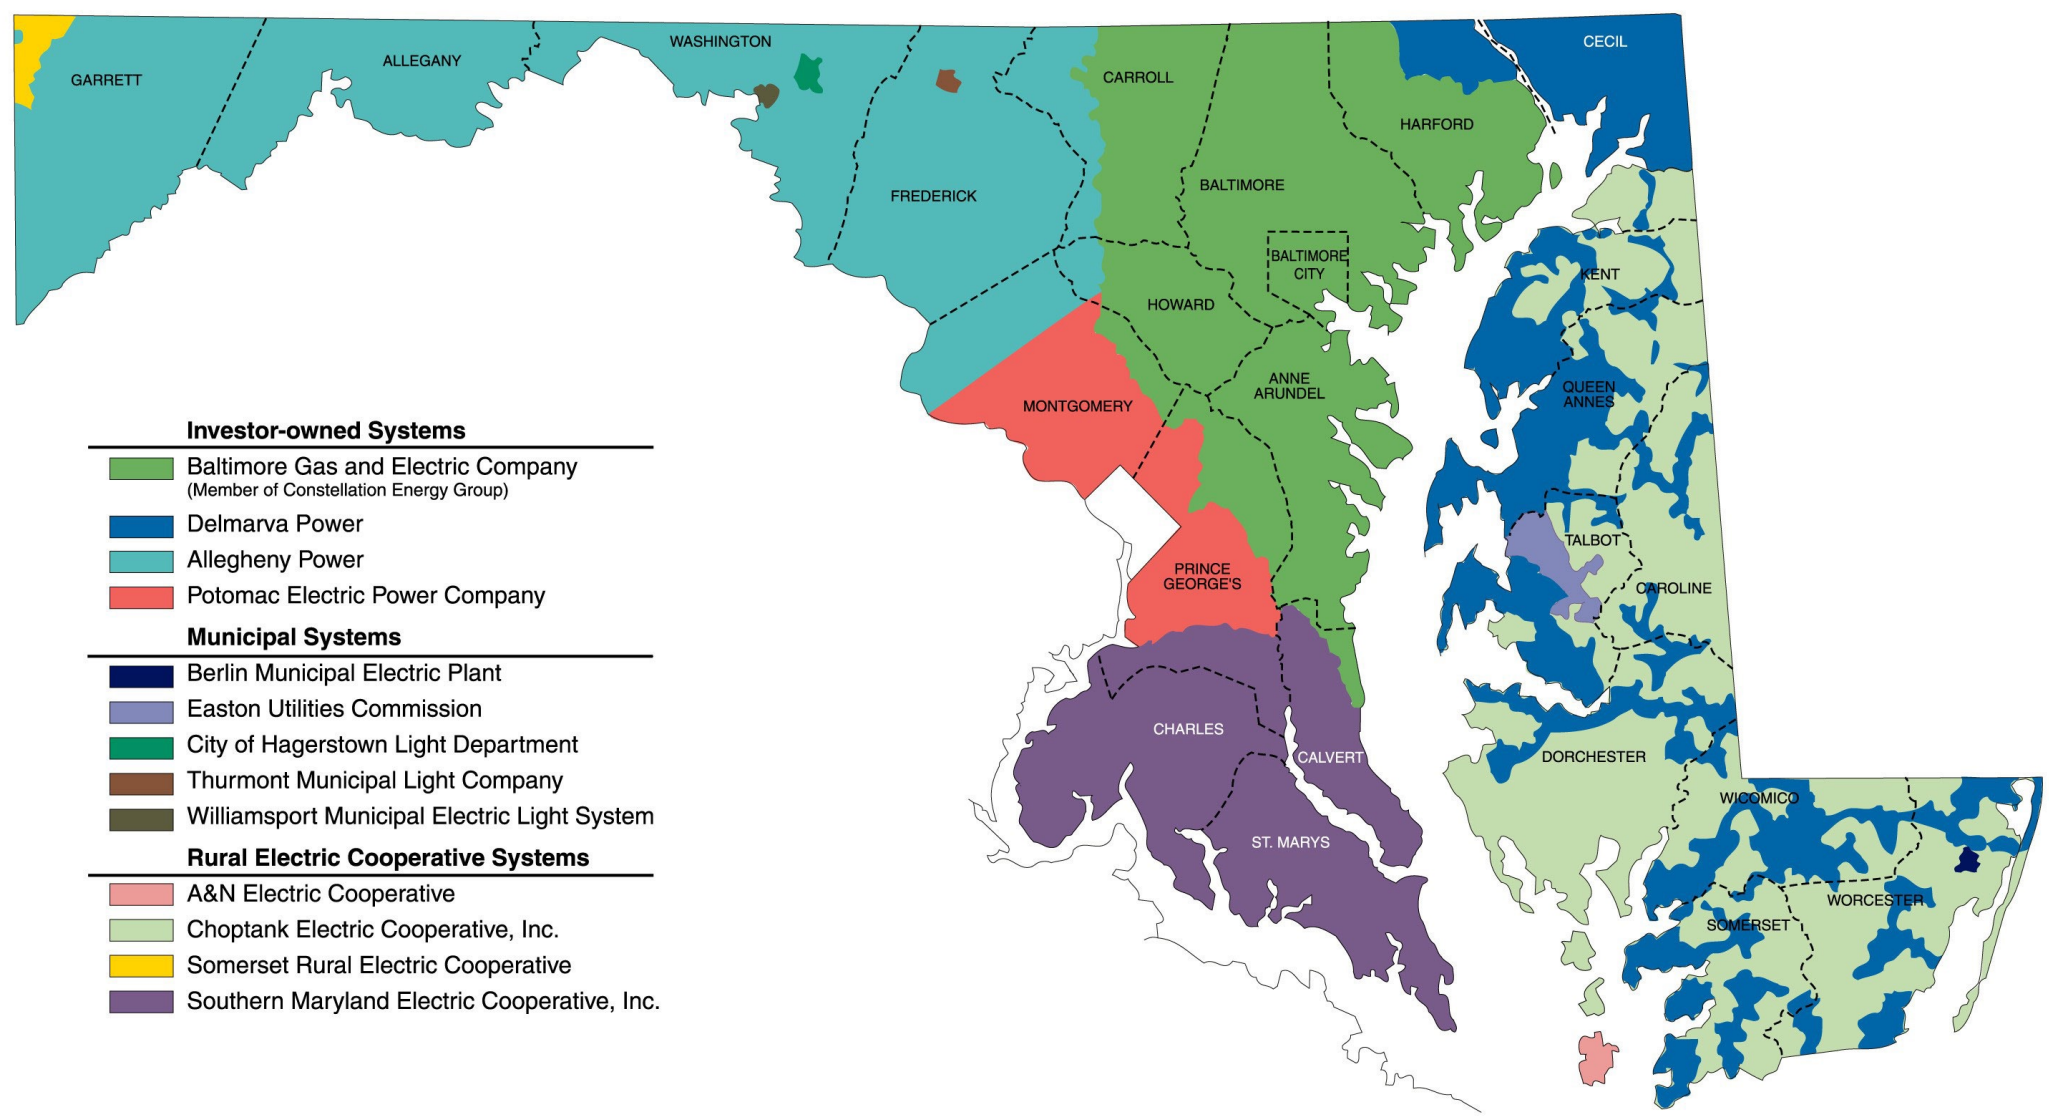 GARRETT
ALLEGANY
WASHINGTON
FREDERICK
CARROLL
BALTIMORE
HARFORD
CECIL
BALTIMORE
CITY
HOWARD
KENT
MONTGOMERY
ANNE
ARUNDEL
QUEEN
ANNES
TALBOT
PRINCE
GEORGE'S
CAROLINE
CHARLES
CALVERT
DORCHESTER
WICOMICO
ST. MARYS
WORCESTER
SOMERSET
Investor-owned Systems
Baltimore Gas and Electric Company
(Member of Constellation Energy Group)
Delmarva Power
Allegheny Power
Potomac Electric Power Company
Municipal Systems
Berlin Municipal Electric Plant
Easton Utilities Commission
City of Hagerstown Light Department
Thurmont Municipal Light Company
Williamsport Municipal Electric Light System
Rural Electric Cooperative Systems
A&N Electric Cooperative
Choptank Electric Cooperative, Inc.
Somerset Rural Electric Cooperative
Southern Maryland Electric Cooperative, Inc.